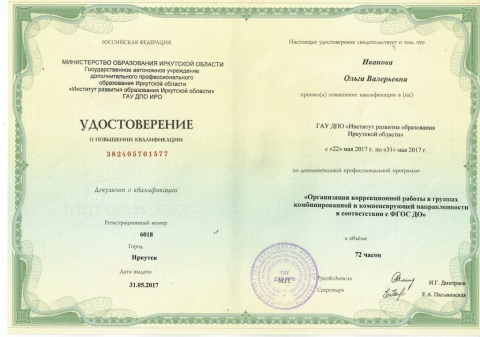 РОССИЙСКАЯ ФЕДЕРАЦИЯ
МИНИСТЕРСТВО ОБРАЗОВАНИЯ ИРКУТСКОЙ ОБЛАСТИ
Государственное автономное учреждение
дополнительного профессионального
образования Иркутской области
«Институт развития образования Иркутской области»
ГАУ ДПО ИРО
УДОСТОВЕРЕНИЕ
О ПОВЫШЕНИИ КВАЛИФИКАЦИИ
382405701577
Документ о квалификации
Регистрационный номер
6018
Город
Иркутск
Дата выдачи
31.05.2017
Настоящее удостоверение свидетельствует о том, что
Иванова
Ольга Валерьевна
прошел(а) повышение квалификации в (на)
ГАУ ДПО «Институт развития образования
Иркутской области»
с «22» мая 2017 г. по «31» мая 2017 г.
по дополнительной профессиональной программе
«Организация коррекционной работы в группах
комбинированной и компенсирующей направленности
в соответствии с ФГОС ДО»
в объёме
72 часов
М.П.
Руководитель
И.Г. Дмитриев
Секретарь